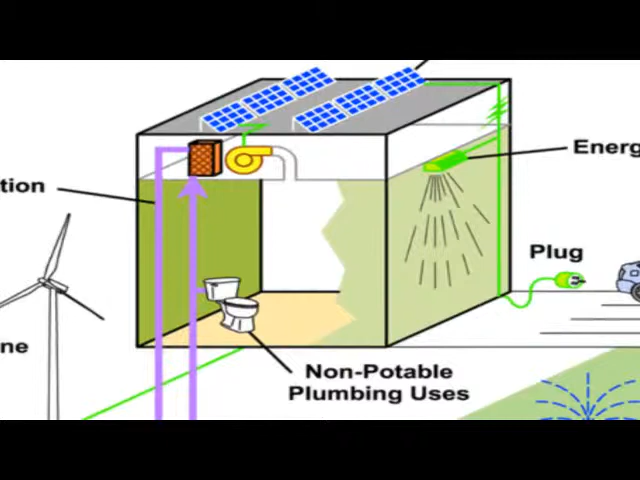 Energ
tion
Plug
ne
Non-Potable
Plumbing Uses